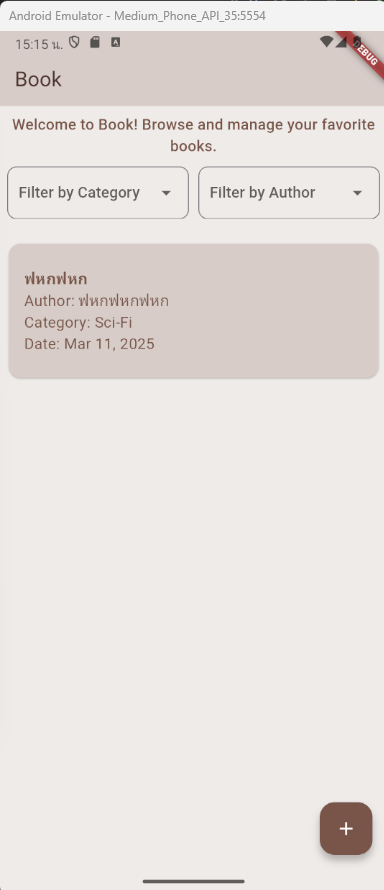 Android Emulator - Medium_Phone_API_35:5554
15:15 น.
DEBUG
Book
Welcome to Book! Browse and manage your favorite
books.
Filter by Category
Filter by Author
ฟหกฟหก
Author: ฟหกฟหกฟหก
Category: Sci-Fi
Date: Mar 11, 2025
+